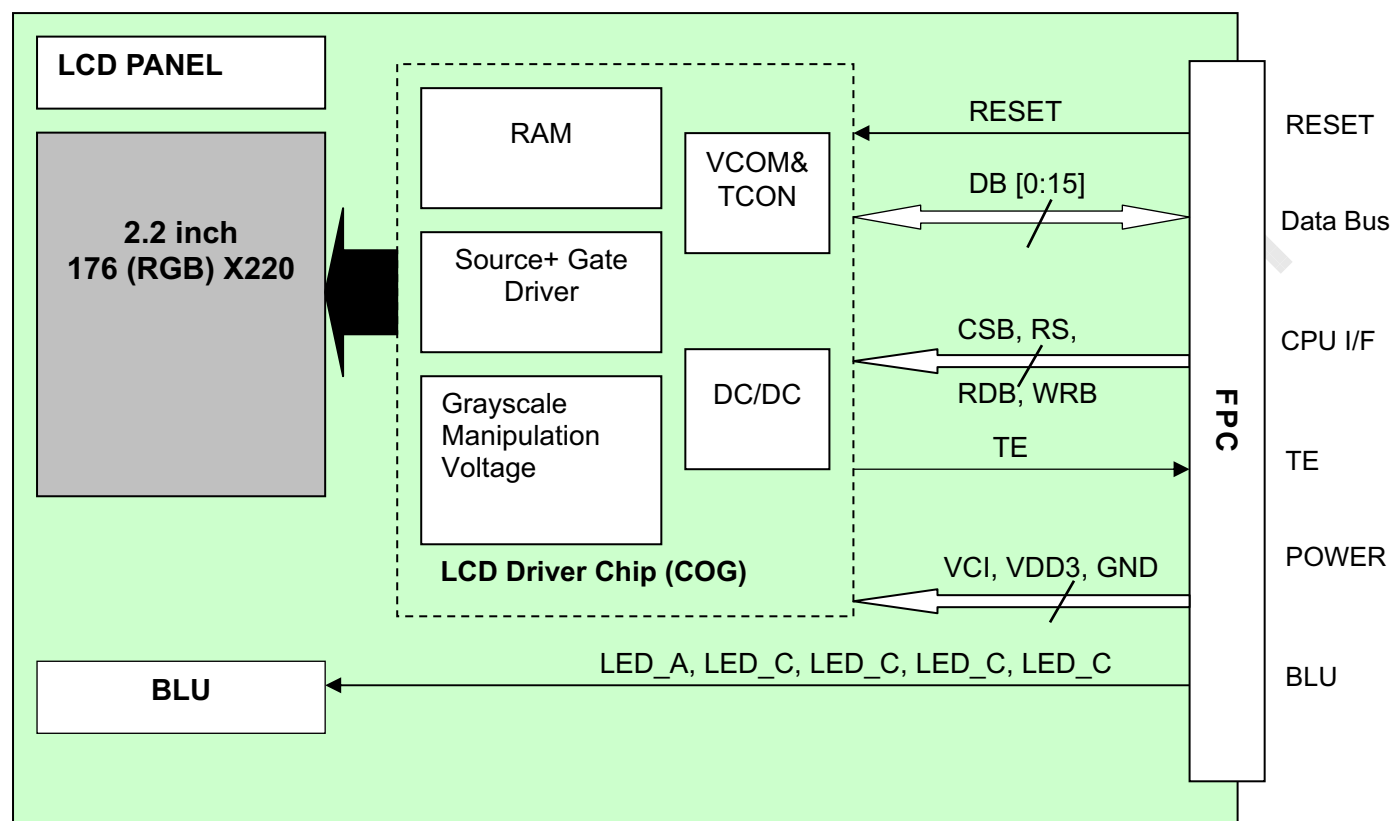 LCD PANEL
2.2 inch
176 (RGB) X220
RAM
VCOM&
TCON
Source+ Gate
Driver
Grayscale
Manipulation
Voltage
DC/DC
LCD Driver Chip (COG)
BLU
RESET
DB [0:15]
CSB, RS,
RDB, WRB
TE
VCI, VDD3, GND
LED_A, LED_C, LED_C, LED_C, LED_C
FPC
RESET
Data Bus
CPU I/F
TE
POWER
BLU